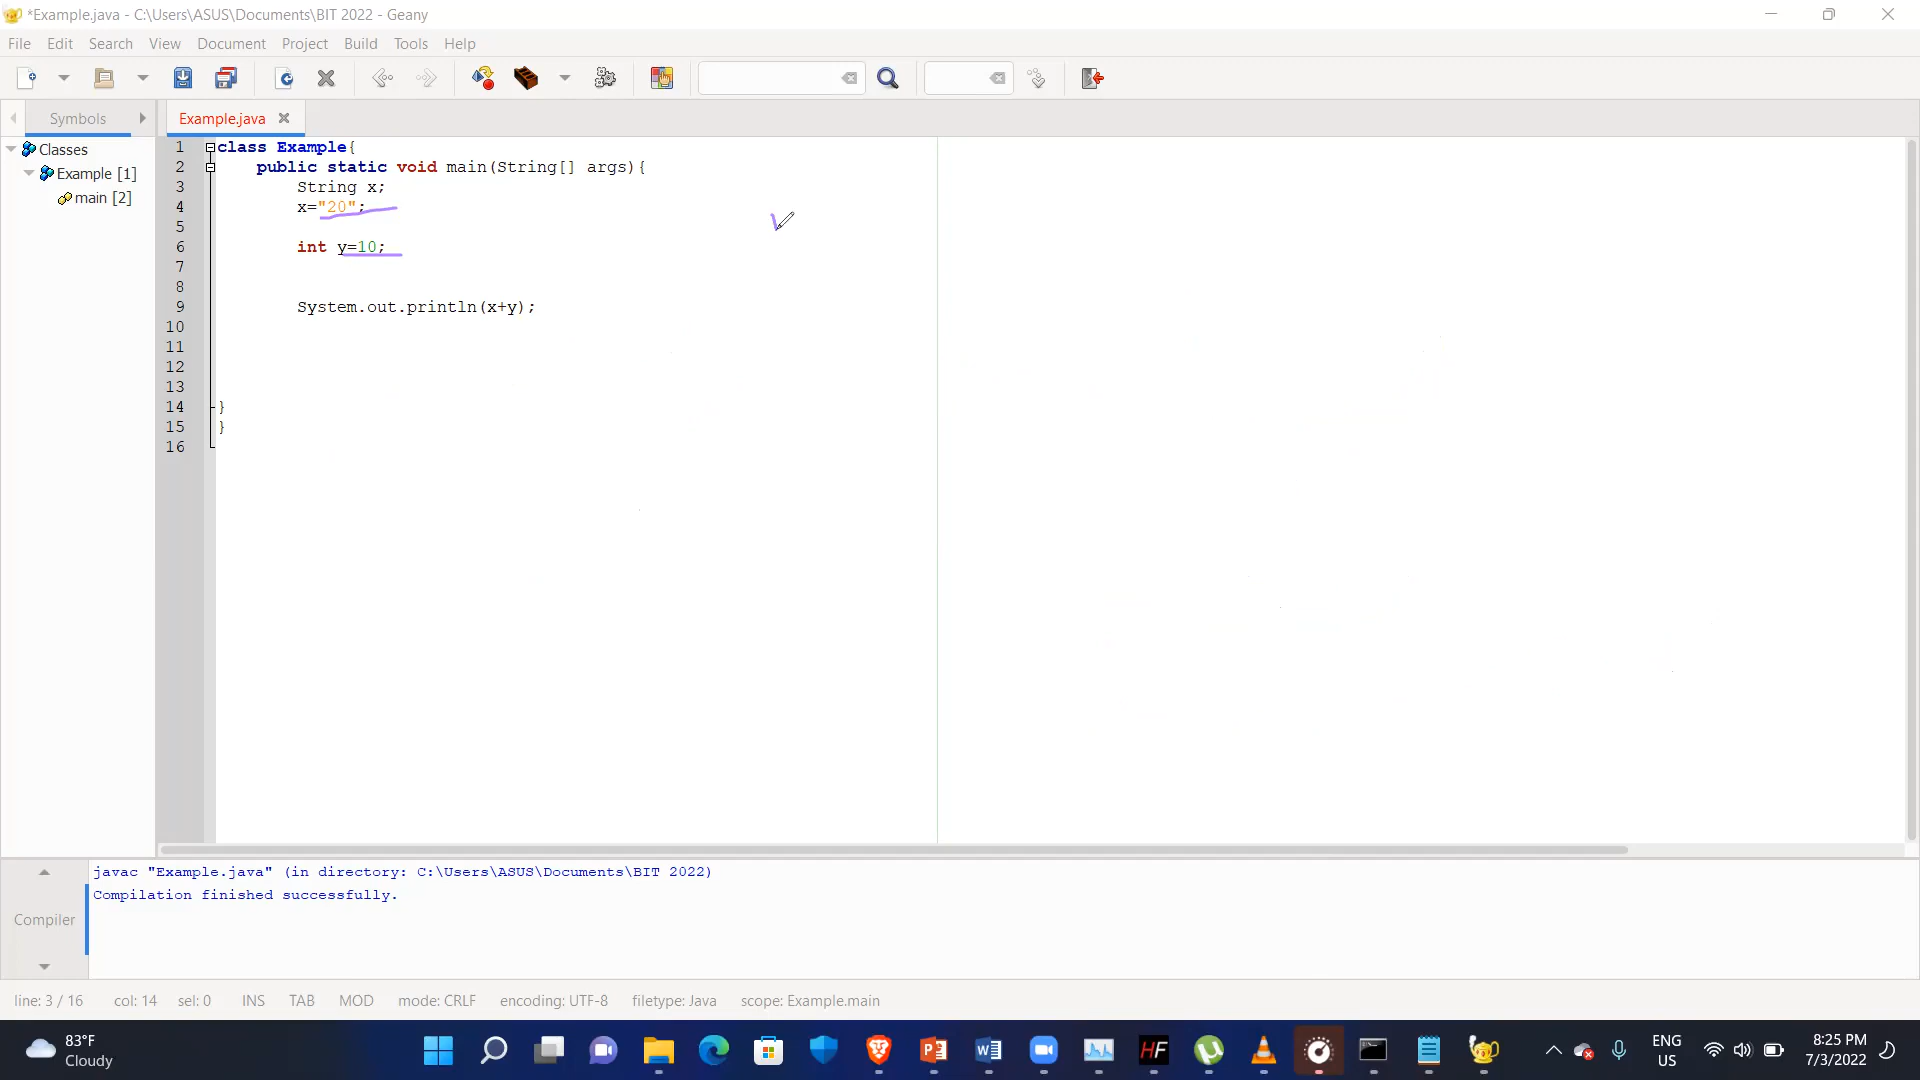 *Example.java - C:\Users\ASUS\Documents\BIT 2022 - Geany
File Edit Search View Document Project Build Tools Help
Symbols Example.java
Classes
Example [1]
main [2]
1 class Example{
2 public static void main(String[] args){
3 String x;
4 x="20";
5
6 int y=10;
7
8
9 System.out.println(x+y);
10
11
12
13
14 }
15 }
16
Compiler
javac "Example.java" (in directory: C:\Users\ASUS\Documents\BIT 2022)
Compilation finished successfully.
line: 3 / 16 col: 14 sel: 0 INS TAB MOD mode: CRLF encoding: UTF-8 filetype: Java scope: Example.main
83°F
Cloudy
ENG
US
8:25 PM
7/3/2022